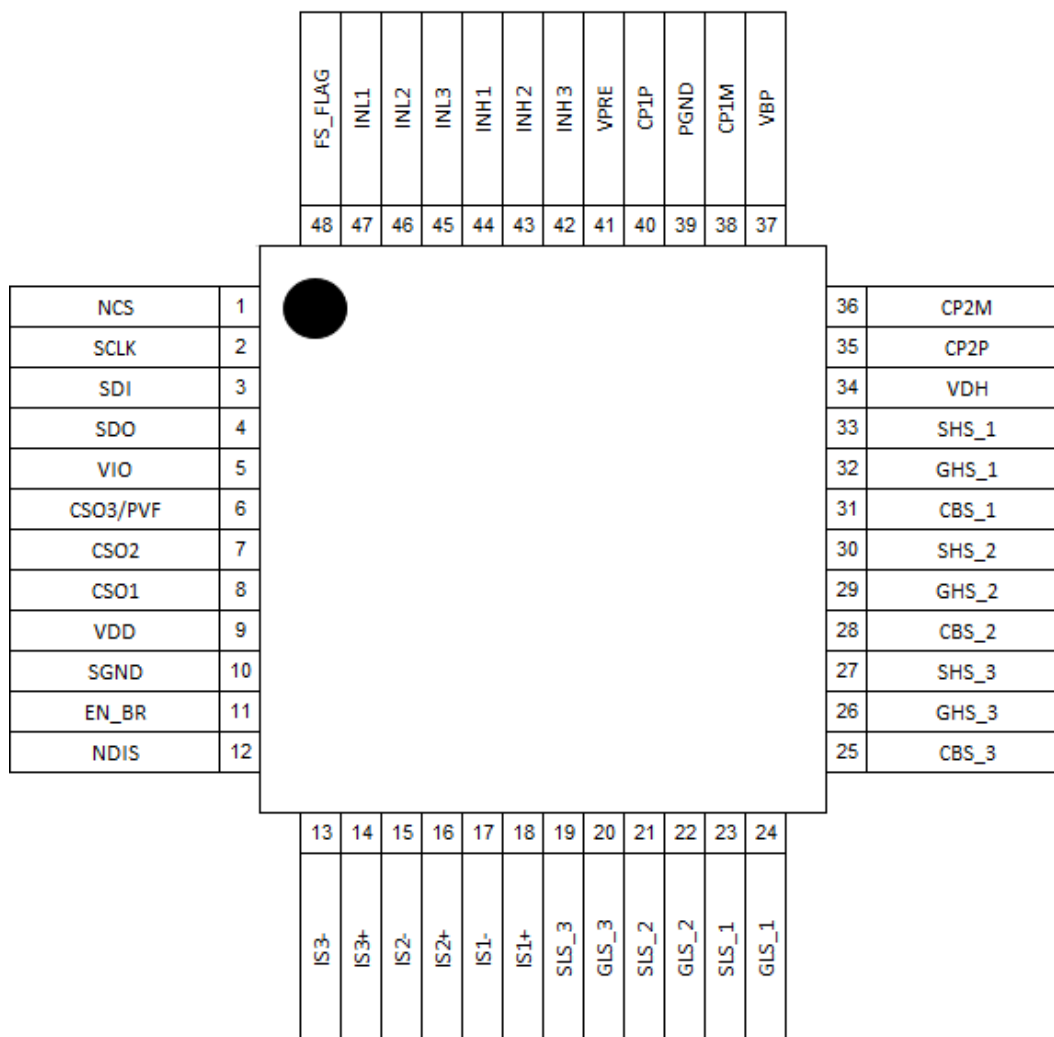 FS_FLAG INL1 INL2 INL3 INH1 INH2 INH3 VPRE CP1P PGND CP1M VBP
48 47 46 45 44 43 42 41 40 39 38 37
NCS 1 36 CP2M
SCLK 2 35 CP2P
SDI 3 34 VDH
SDO 4 33 SHS_1
VIO 5 32 GHS_1
CSO3/PVF 6 31 CBS_1
CSO2 7 30 SHS_2
CSO1 8 29 GHS_2
VDD 9 28 CBS_2
SGND 10 27 SHS_3
EN_BR 11 26 GHS_3
NDIS 12 25 CBS_3
13 14 15 16 17 18 19 20 21 22 23 24
IS3- IS3+ IS2- IS2+ IS1- IS1+ SLS_3 GLS_3 SLS_2 GLS_2 SLS_1 GLS_1